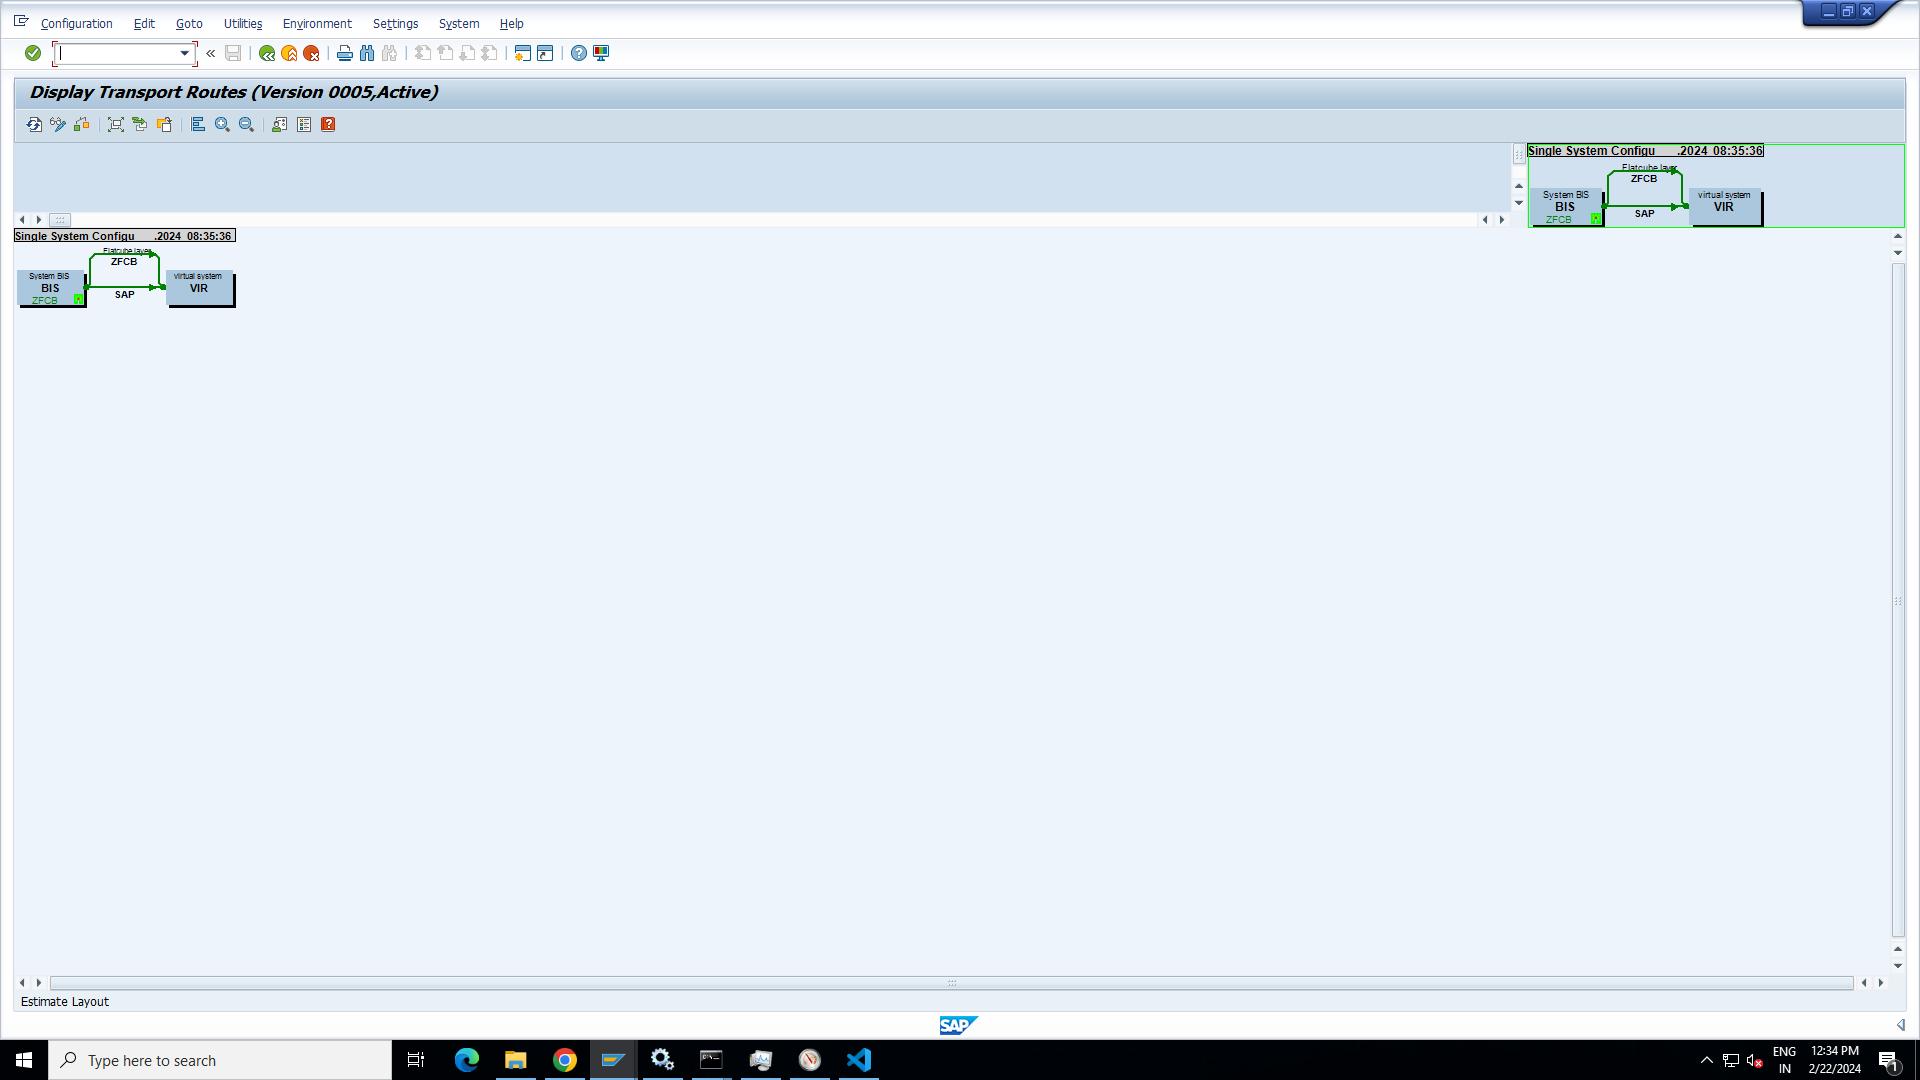 Configuration Edit Goto Utilities Environment Settings System Help
Display Transport Routes (Version 0005,Active)
Single System Configu .2024 08:35:36
Flatcube layer
ZFCB
System BIS
BIS
ZFCB
SAP
virtual system
VIR
Single System Configu .2024 08:35:36
Flatcube layer
ZFCB
System BIS
BIS
ZFCB
SAP
virtual system
VIR
Estimate Layout
SAP
Type here to search
ENG
IN
12:34 PM
2/22/2024
1